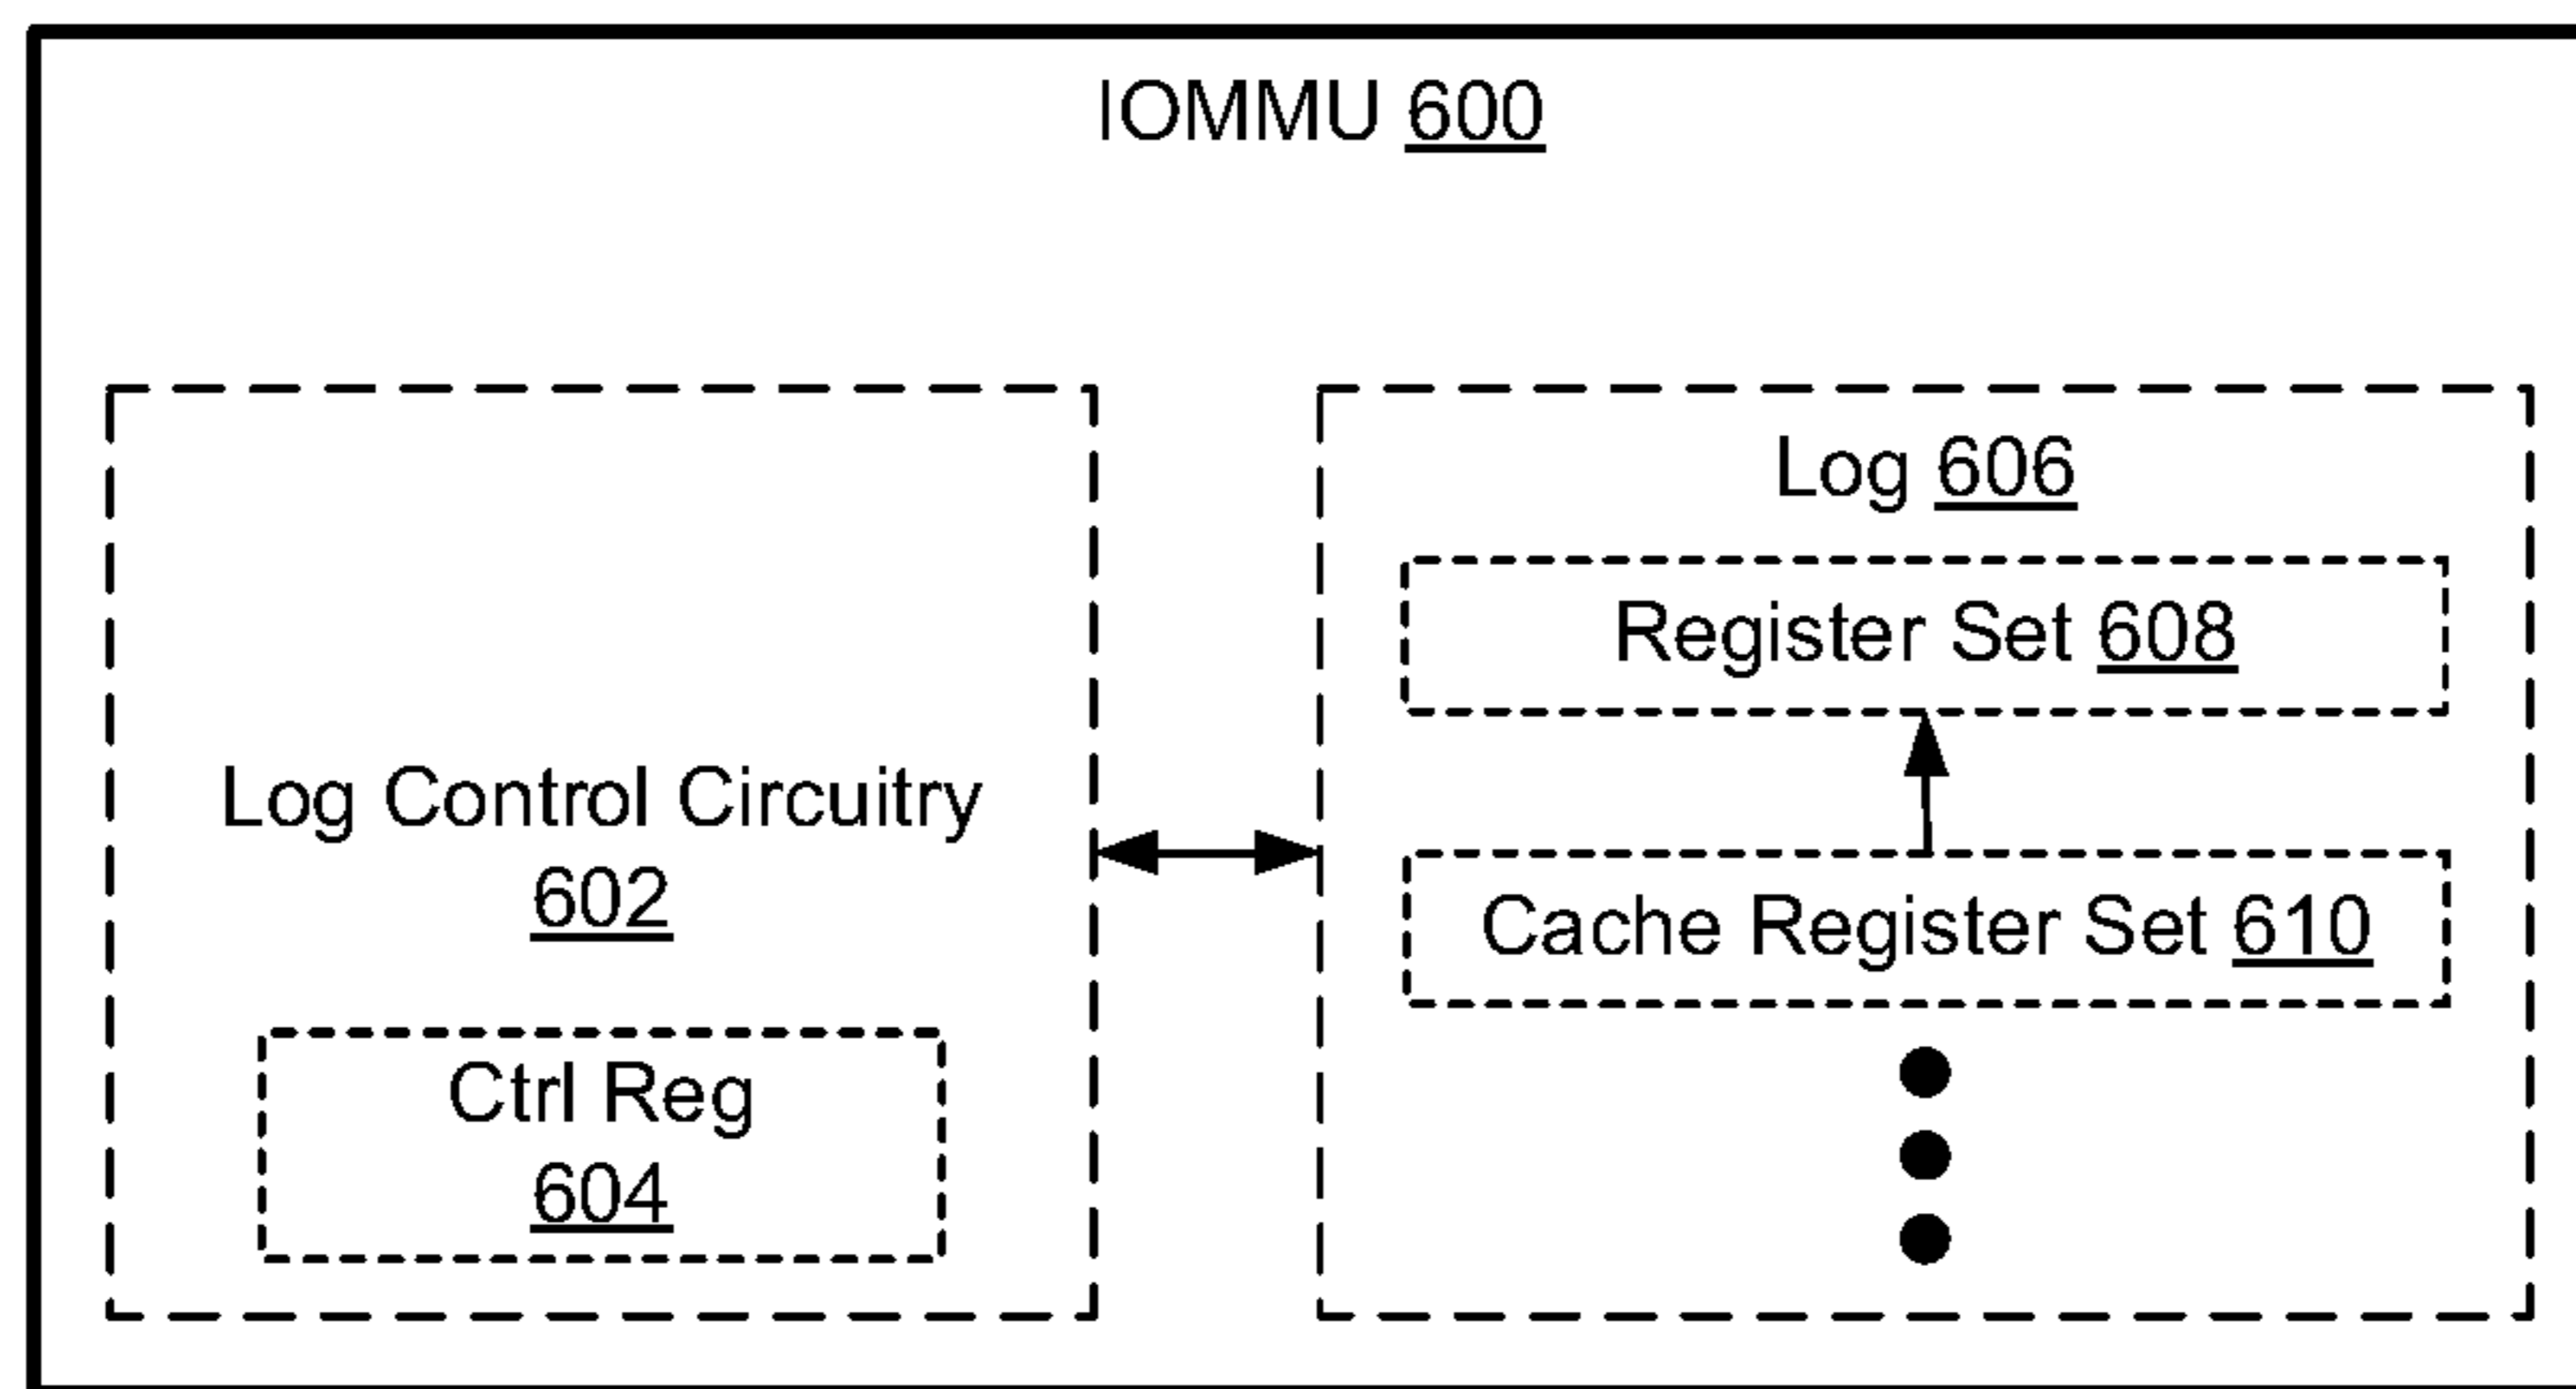 IOMMU 600
Log Control Circuitry
602
Ctrl Reg
604
Log 606
Register Set 608
Cache Register Set 610